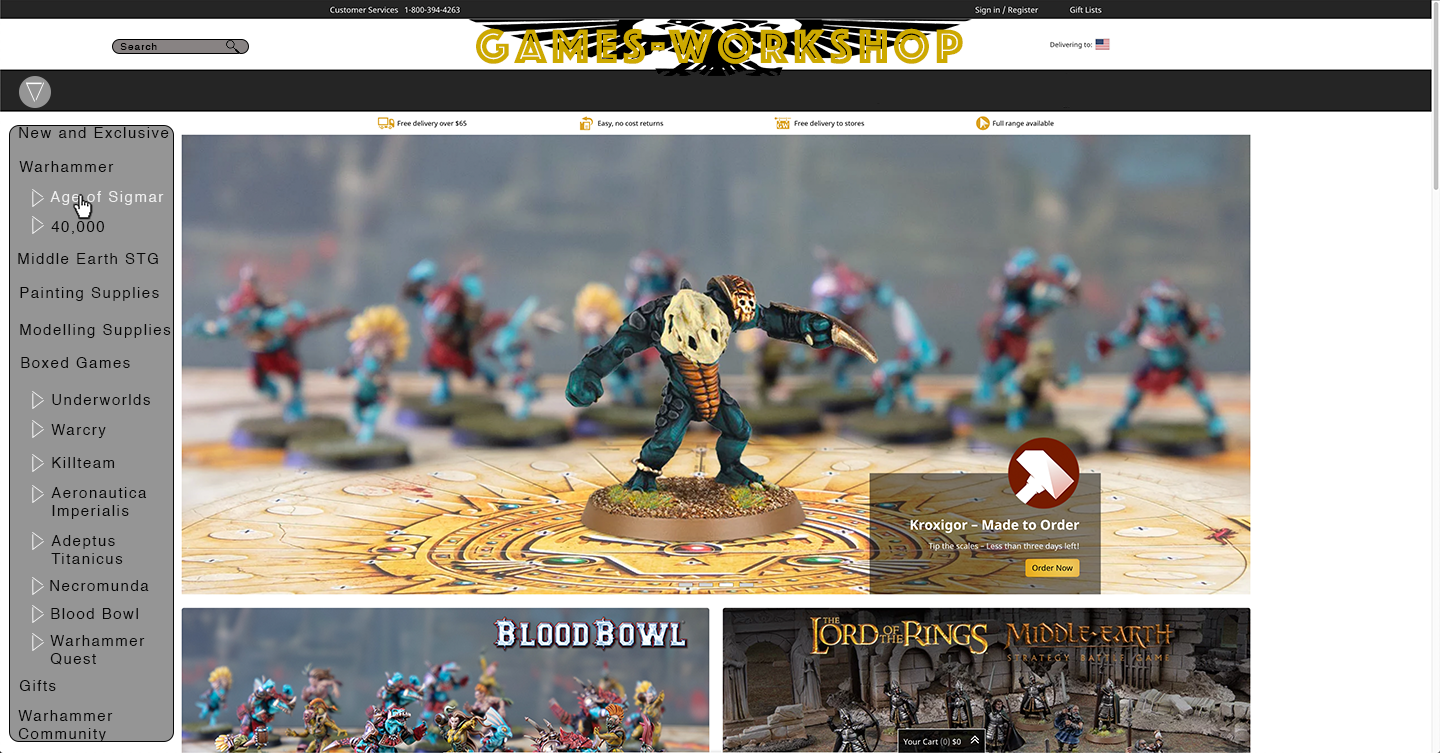 Customer Services 1-800-394-4263
Sign in / Register
Gift Lists
Search
GAMES-WORKSHOP
Delivering to:
Free delivery over $65
Easy, no cost returns
Free delivery to stores
Full range available
New and Exclusive
Warhammer
Age of Sigmar
40,000
Middle Earth STG
Painting Supplies
Modelling Supplies
Boxed Games
Underworlds
Warcry
Killteam
Aeronautica
Imperialis
Adeptus
Titanicus
Necromunda
Blood Bowl
Warhammer
Quest
Gifts
Warhammer
Community
Kroxigor – Made to Order
Tip the scales – Less than three days left!
Order Now
BLOOD BOWL
THE LORD OF THE RINGS
MIDDLE-EARTH
STRATEGY BATTLE GAME
Your Cart (0) $0